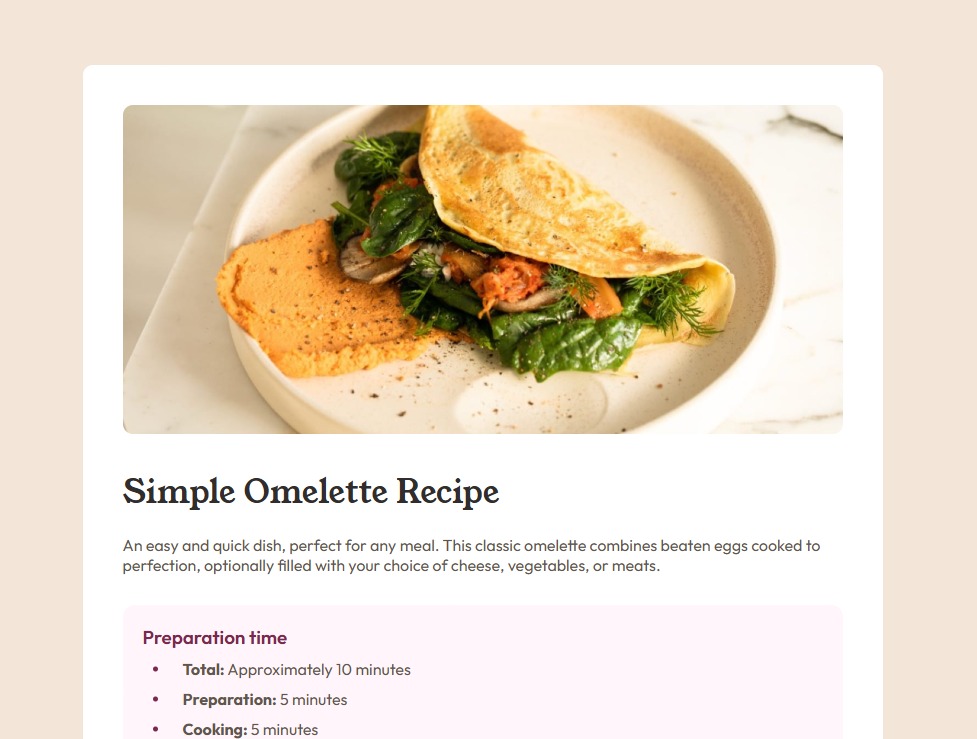 Simple Omelette Recipe
An easy and quick dish, perfect for any meal. This classic omelette combines beaten eggs cooked to
perfection, optionally filled with your choice of cheese, vegetables, or meats.
Preparation time
• Total: Approximately 10 minutes
• Preparation: 5 minutes
• Cooking: 5 minutes